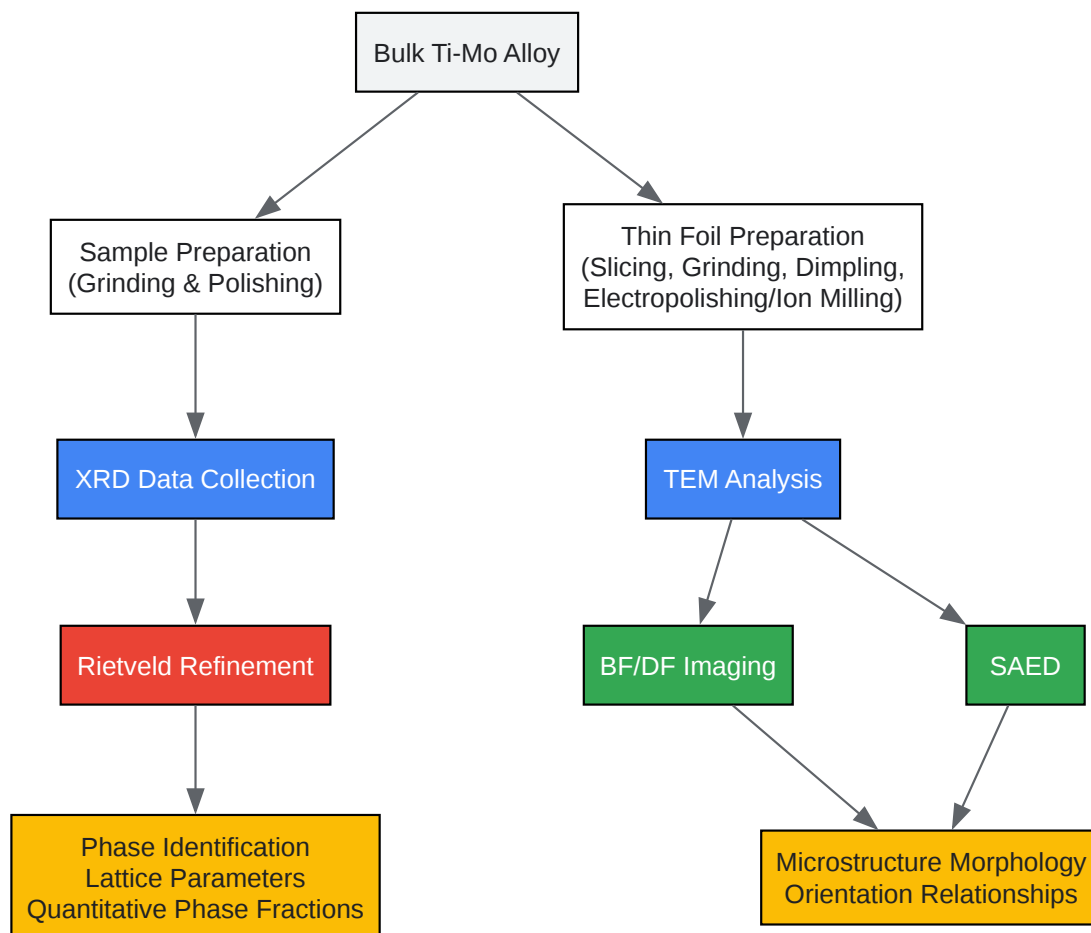 Bulk Ti-Mo Alloy
Sample Preparation
(Grinding & Polishing)
Thin Foil Preparation
(Slicing, Grinding, Dimpling,
Electropolishing/Ion Milling)
XRD Data Collection
TEM Analysis
Rietveld Refinement
BF/DF Imaging
SAED
Phase Identification
Lattice Parameters
Quantitative Phase Fractions
Microstructure Morphology
Orientation Relationships